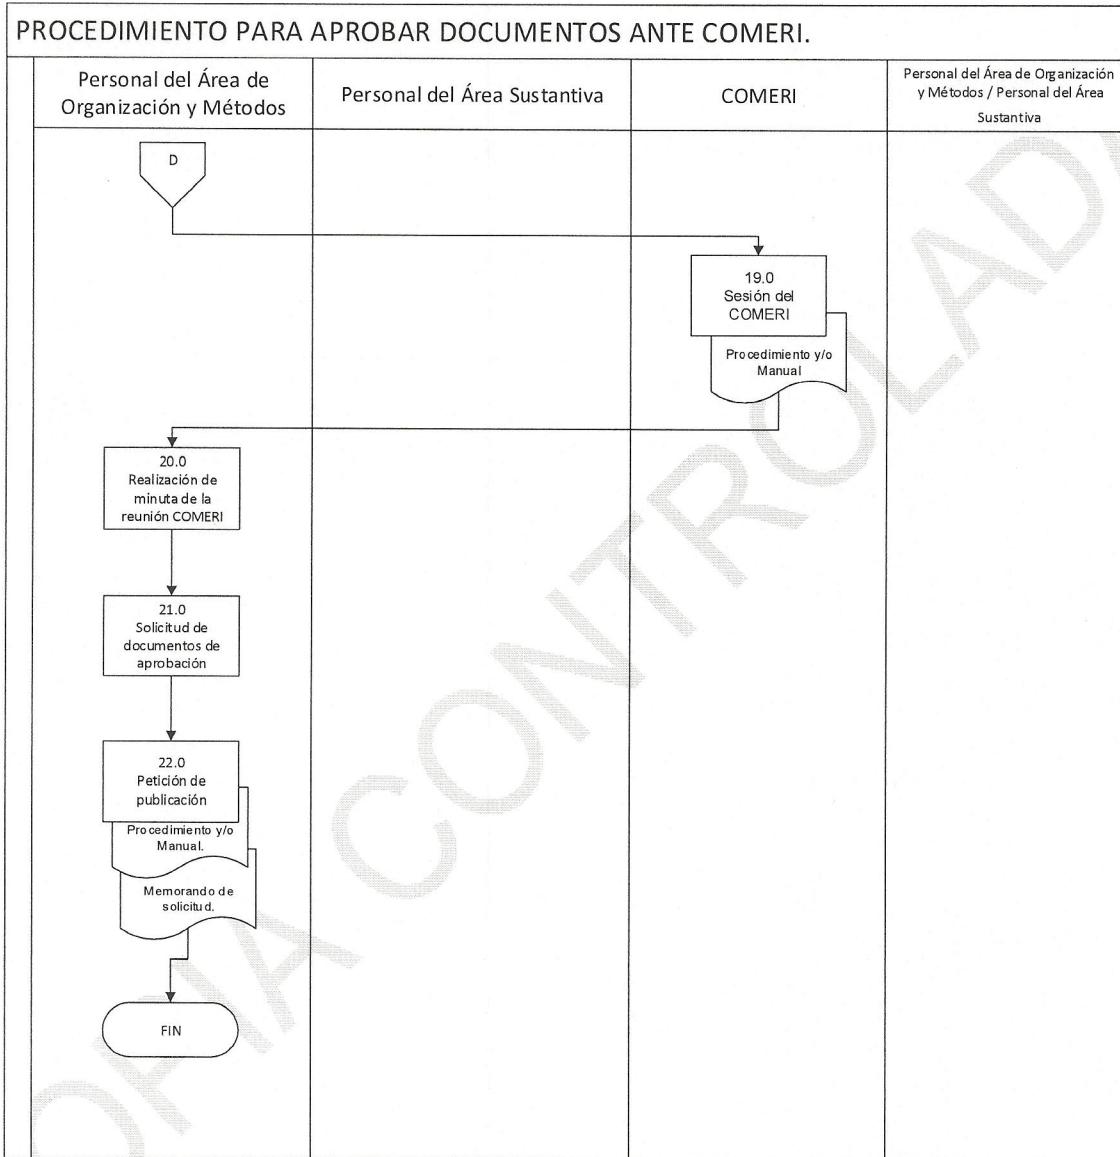 PROCEDIMIENTO PARA APROBAR DOCUMENTOS ANTE COMERI.
Personal del Área de
Organización y Métodos
Personal del Área Sustantiva
COMERI
Personal del Área de Organización
y Métodos / Personal del Área
Sustantiva
D
19.0
Sesión del
COMERI
Procedimiento y/o
Manual
20.0
Realización de
minuta de la
reunión COMERI
21.0
Solicitud de
documentos de
aprobación
22.0
Petición de
publicación
Procedimiento y/o
Manual.
Memorando de
solicitud.
FIN
OPIA CONTROLADA